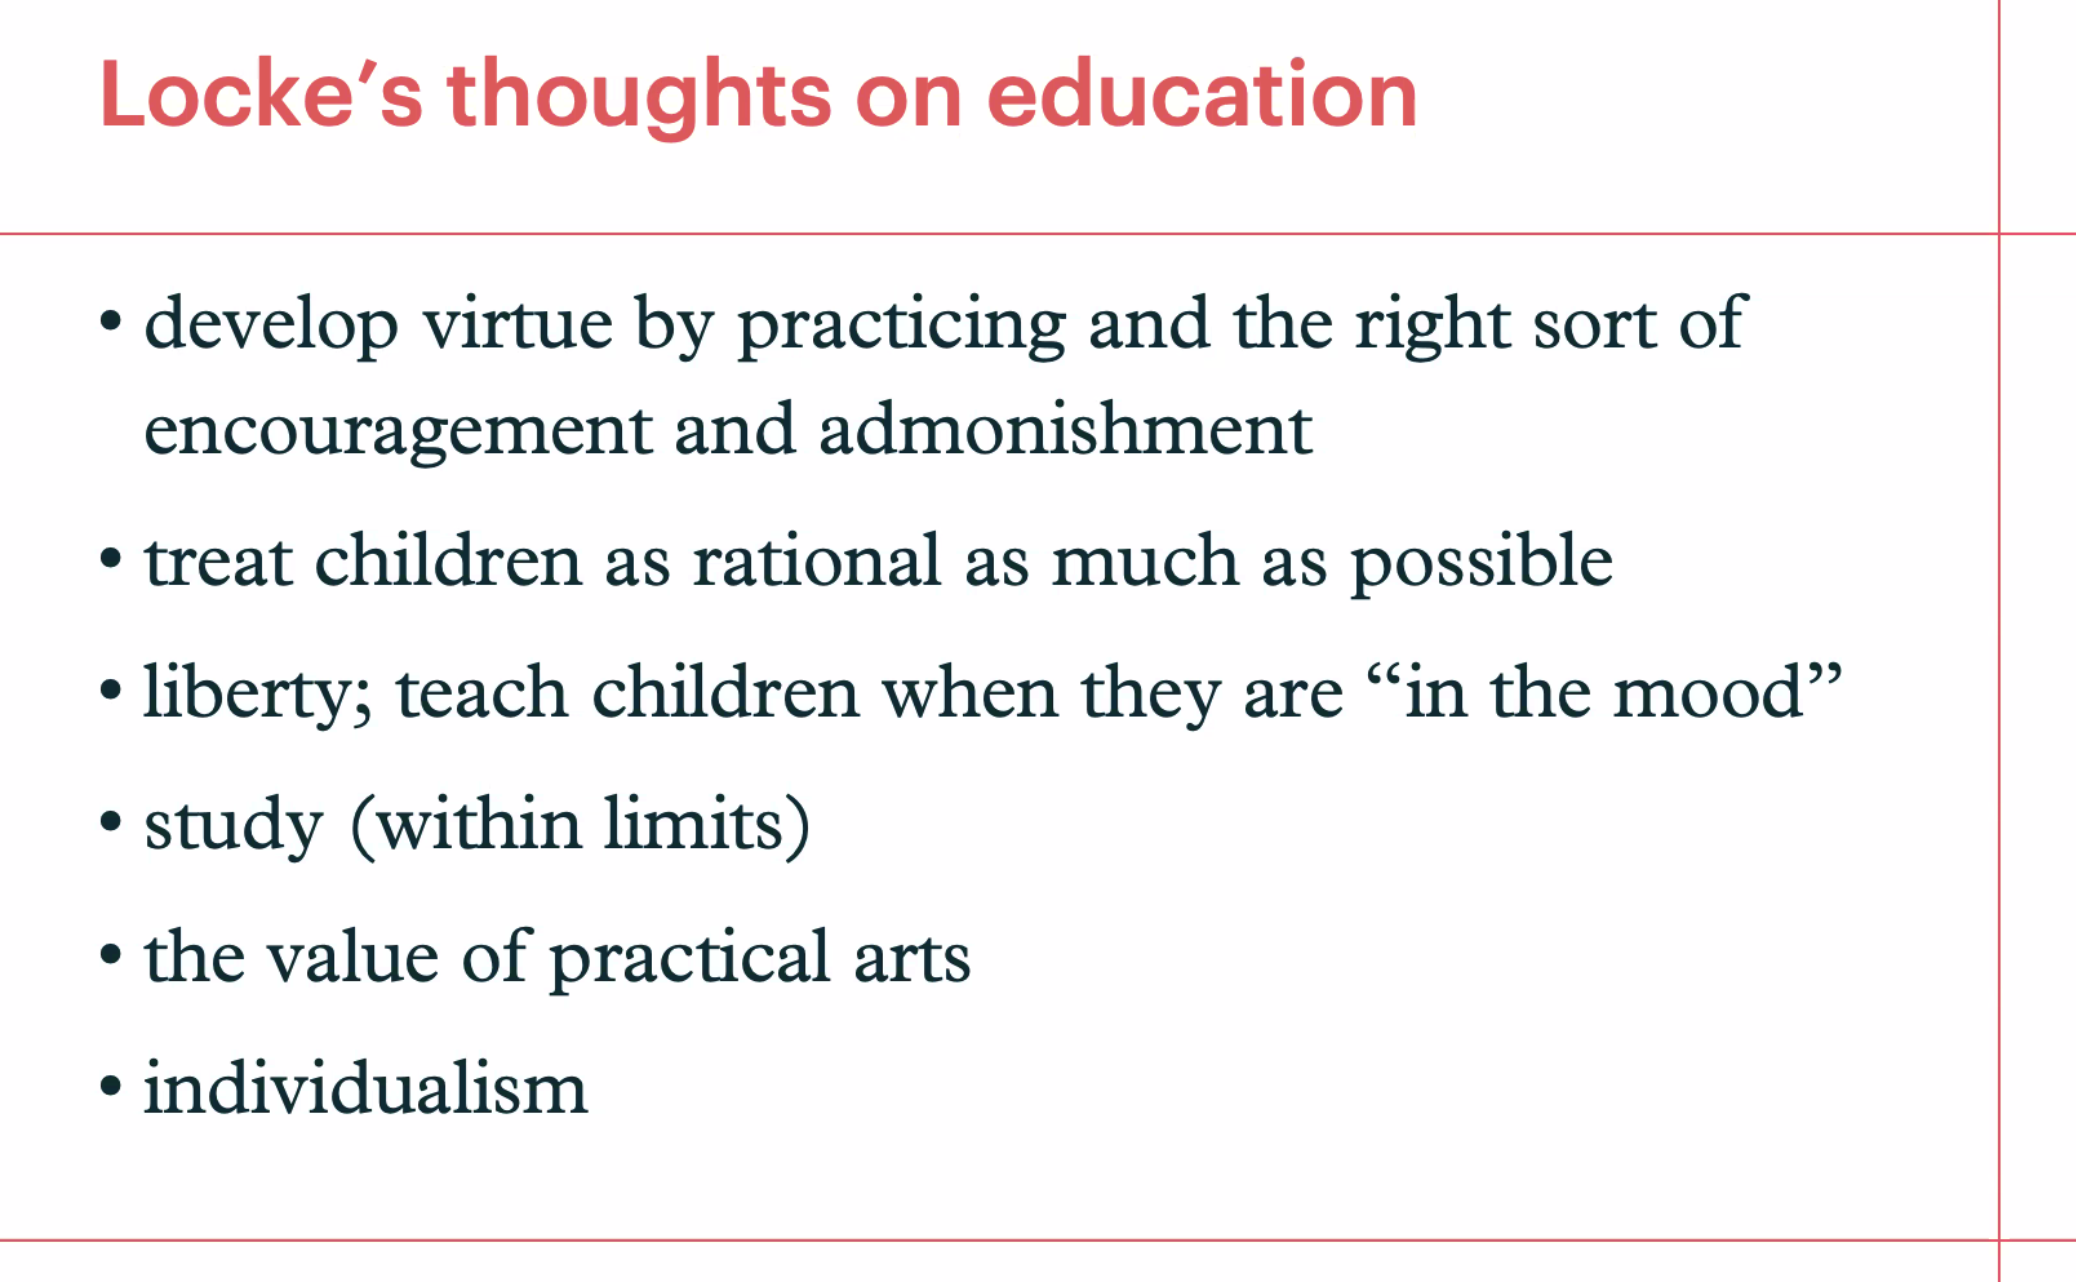 Locke’s thoughts on education
• develop virtue by practicing and the right sort of
encouragement and admonishment
• treat children as rational as much as possible
• liberty; teach children when they are “in the mood”
• study (within limits)
• the value of practical arts
• individualism